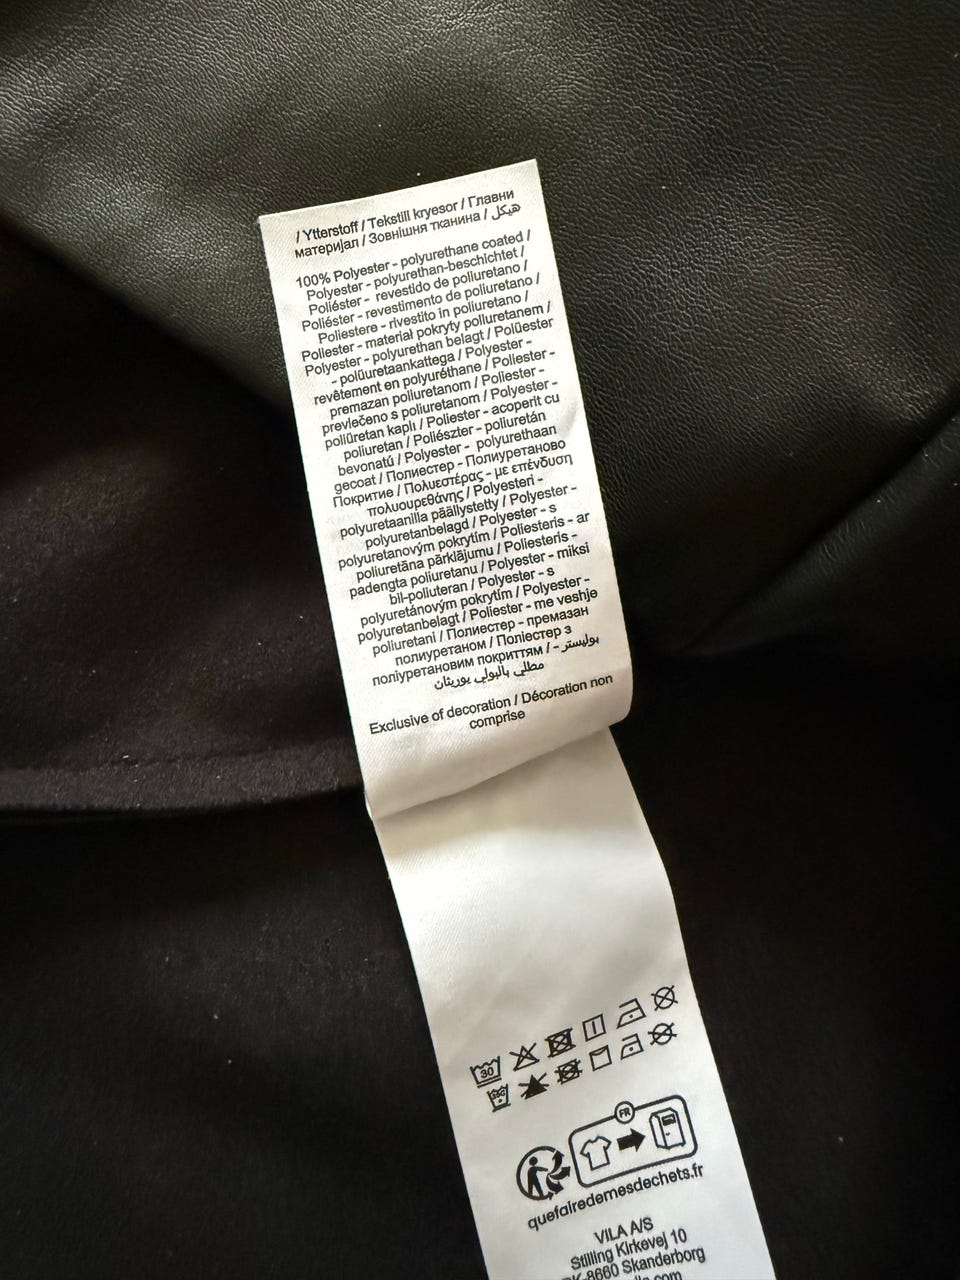 / Ytterstoff / Tekstill kryesor / Главни
материјал / Зовнішня тканина / هيكل
100% Polyester - polyurethane coated /
Polyester - polyurethan-beschichtet /
Poliéster - revestido de poliuretano /
Poliéster - revestimento de poliuretano /
Poliestere - rivestito in poliuretano /
Poliester - materiał pokryty poliuretanem /
Polyester - polyurethan belagt / Polüester
- polüuretaankattega / Polyester -
revêtement en polyuréthane / Poliester -
premazan poliuretanom / Poliester -
prevlečeno s poliuretanom / Polyester -
poliüretan kaplı / Poliester - acoperit cu
poliuretan / Poliészter - poliuretán
bevonatú / Polyester - polyurethaan
gecoat / Полиестер - Полиуретаново
Покритие / Πολυεστέρας - με επένδυση
πολυουρεθάνης / Polyesteri -
polyuretaanilla päällystetty / Polyester -
polyuretanbelagd / Polyester - s
polyuretanovým pokrytím / Poliesteris - ar
poliuretāna pārklājumu / Poliesteris -
padengta poliuretanu / Polyester - miksi
bil-poliuteran / Polyester - s
polyuretánovým pokrytím / Polyester -
polyuretanbelagt / Poliester - me veshje
poliuretani / Полиестер - премазан
полиуретаном / Поліестер з
поліуретановим покриттям / بوليستر -
مطلي بالبولي يوريثان
Exclusive of decoration / Décoration non
comprise
30
30C
FR
quefairedemesdechets.fr
VILA A/S
Stilling Kirkevej 10
DK-8660 Skanderborg